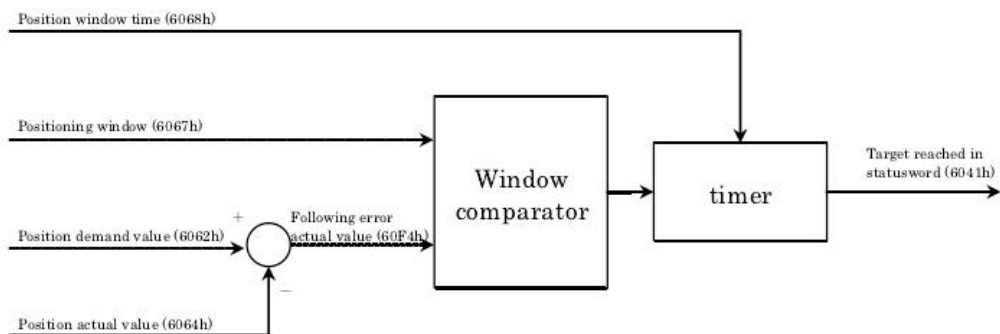 Position window time (6068h)
Positioning window (6067h)
Window
comparator
timer
Target reached in
statusword (6041h)
+
Following error
actual value (60F4h)
Position demand value (6062h)
−
Position actual value (6064h)